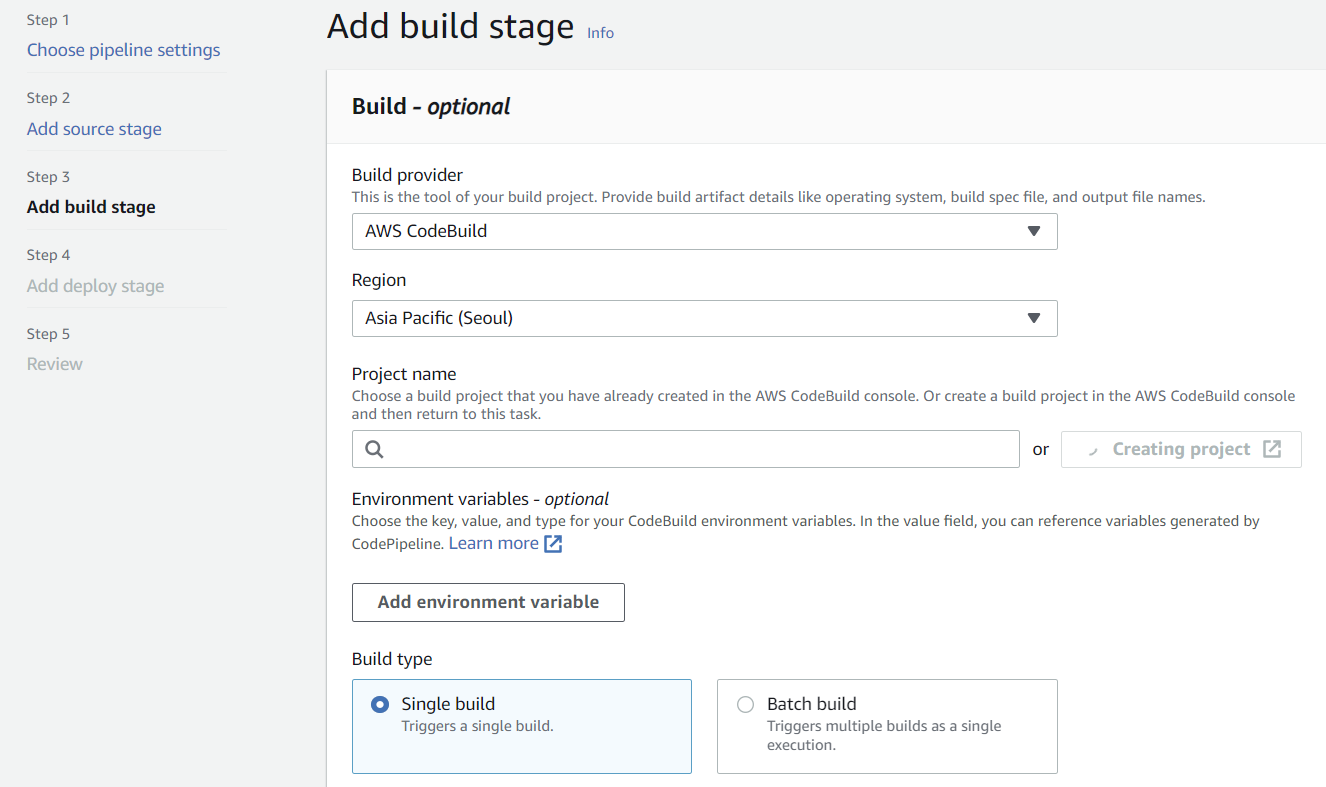 Step 1
Choose pipeline settings
Step 2
Add source stage
Step 3
Add build stage
Step 4
Add deploy stage
Step 5
Review
Add build stage Info
Build - optional
Build provider
This is the tool of your build project. Provide build artifact details like operating system, build spec file, and output file names.
AWS CodeBuild
Region
Asia Pacific (Seoul)
Project name
Choose a build project that you have already created in the AWS CodeBuild console. Or create a build project in the AWS CodeBuild console
and then return to this task.
or Creating project
Environment variables - optional
Choose the key, value, and type for your CodeBuild environment variables. In the value field, you can reference variables generated by
CodePipeline. Learn more
Add environment variable
Build type
Single build
Triggers a single build.
Batch build
Triggers multiple builds as a single
execution.